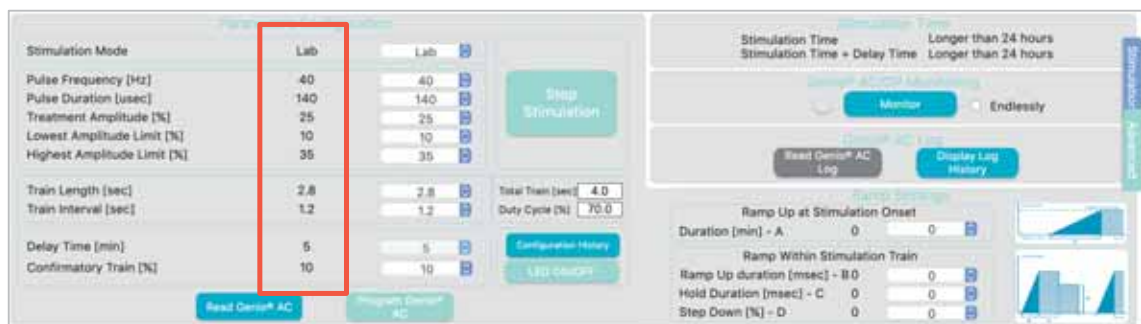 Stimulation Mode Lab Lab
Pulse Frequency [Hz] 40 40
Pulse Duration [usec] 140 140
Treatment Amplitude [%] 25 25
Lowest Amplitude Limit [%] 10 10
Highest Amplitude Limit [%] 35 35
Stop
Stimulation
Train Length [sec] 2.8 2.8
Train Interval [sec] 1.2 1.2
Total Train [sec] 4.0
Duty Cycle [%] 70.0
Delay Time [min] 5 5
Confirmatory Train [%] 10 10
Configuration History
LED ON/OFF
Read Genio® AC
Program Genio®
AC
Stimulation Time
Stimulation Time Longer than 24 hours
Stimulation Time + Delay Time Longer than 24 hours
Monitor
Endlessly
Genio® AC Log
Read Genio® AC
Log
Display Log
History
Ramp Settings
Ramp Up at Stimulation Onset
Duration [min] - A 0 0
Ramp Within Stimulation Train
Ramp Up duration [msec] - B 0 0
Hold Duration [msec] - C 0 0
Step Down [%] - D 0 0
Stimulation
Advanced